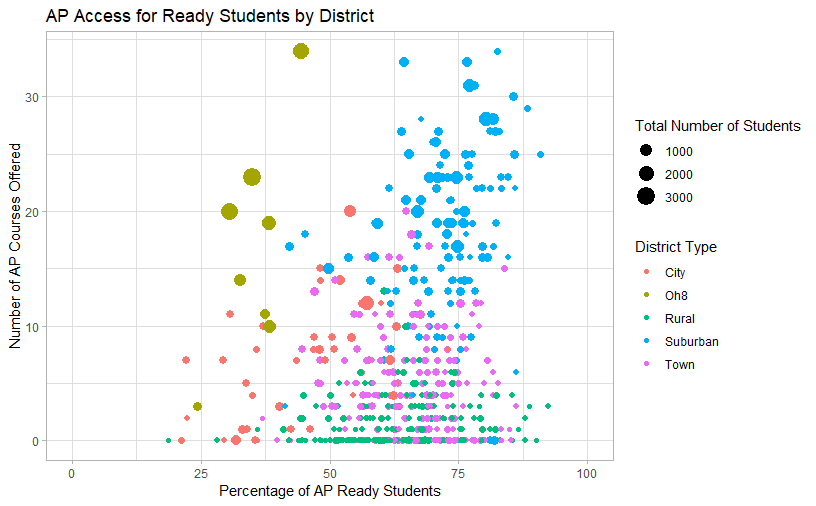 AP Access for Ready Students by District
Number of AP Courses Offered
30
20
10
0
0
25
50
75
100
Percentage of AP Ready Students
Total Number of Students
1000
2000
3000
District Type
City
Oh8
Rural
Suburban
Town